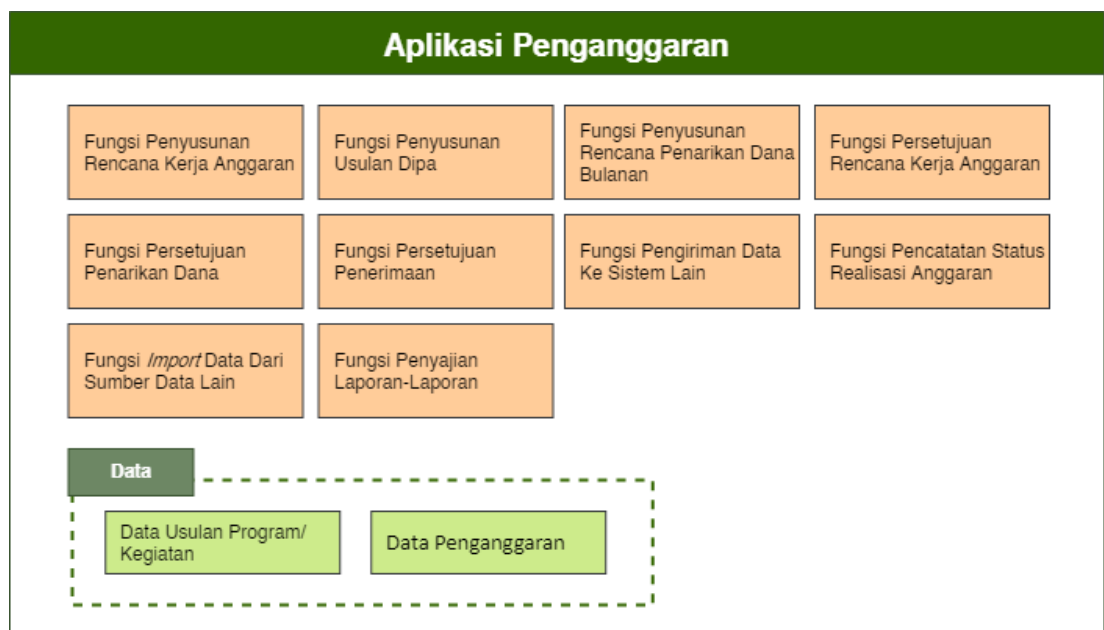 Aplikasi Penganggaran
Fungsi Penyusunan
Rencana Kerja Anggaran
Fungsi Penyusunan
Usulan Dipa
Fungsi Penyusunan
Rencana Penarikan Dana
Bulanan
Fungsi Persetujuan
Rencana Kerja Anggaran
Fungsi Persetujuan
Penarikan Dana
Fungsi Persetujuan
Penerimaan
Fungsi Pengiriman Data
Ke Sistem Lain
Fungsi Pencatatan Status
Realisasi Anggaran
Fungsi Import Data Dari
Sumber Data Lain
Fungsi Penyajian
Laporan-Laporan
Data
Data Usulan Program/
Kegiatan
Data Penganggaran